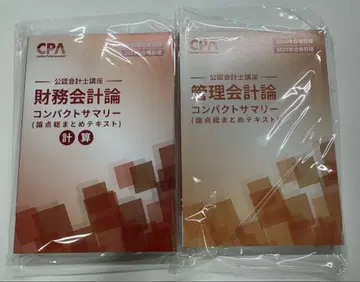 CPA
公認会計士講座
財務会計論
コンパクトサマリー
(論点総まとめテキスト)
計算
CPA
公認会計士講座
管理会計論
コンパクトサマリー
(論点総まとめテキスト)